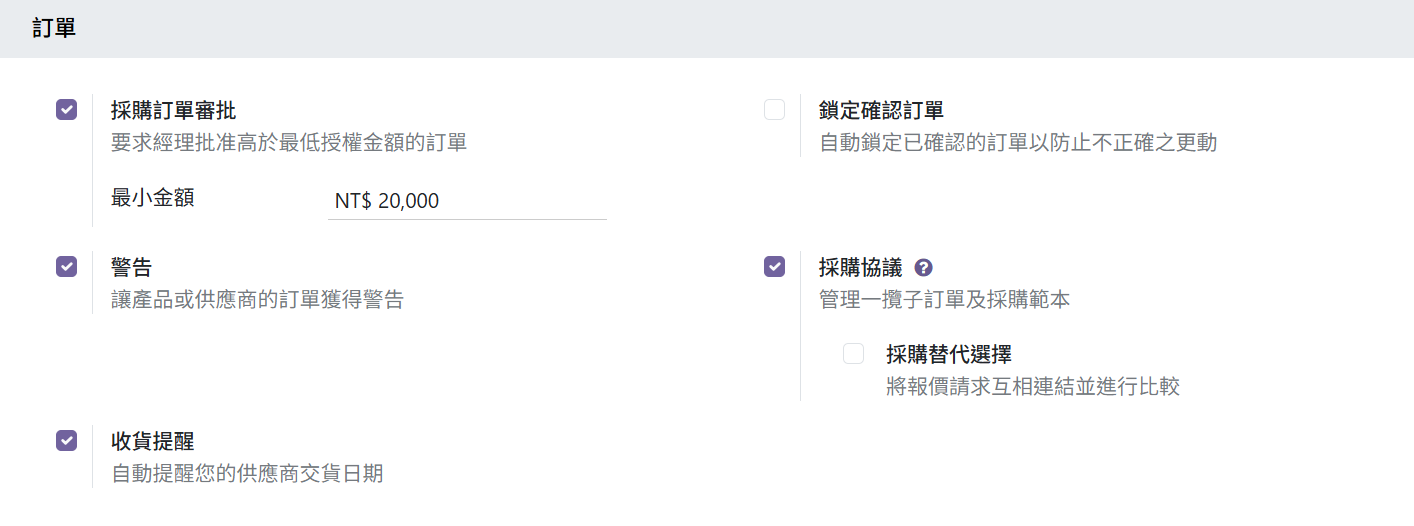 訂單
採購訂單審批
要求經理批准高於最低授權金額的訂單
最小金額
NT$ 20,000
鎖定確認訂單
自動鎖定已確認的訂單以防止不正確之更動
警告
讓產品或供應商的訂單獲得警告
採購協議 ?
管理一攬子訂單及採購範本
採購替代選擇
將報價請求互相連結並進行比較
收貨提醒
自動提醒您的供應商交貨日期